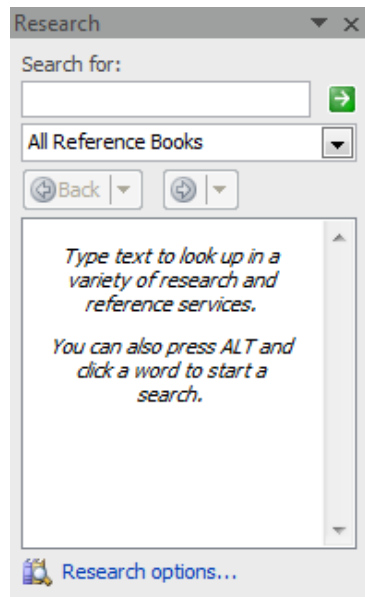 Research
Search for:
All Reference Books
Back
Type text to look up in a
variety of research and
reference services.
You can also press ALT and
click a word to start a
search.
Research options...